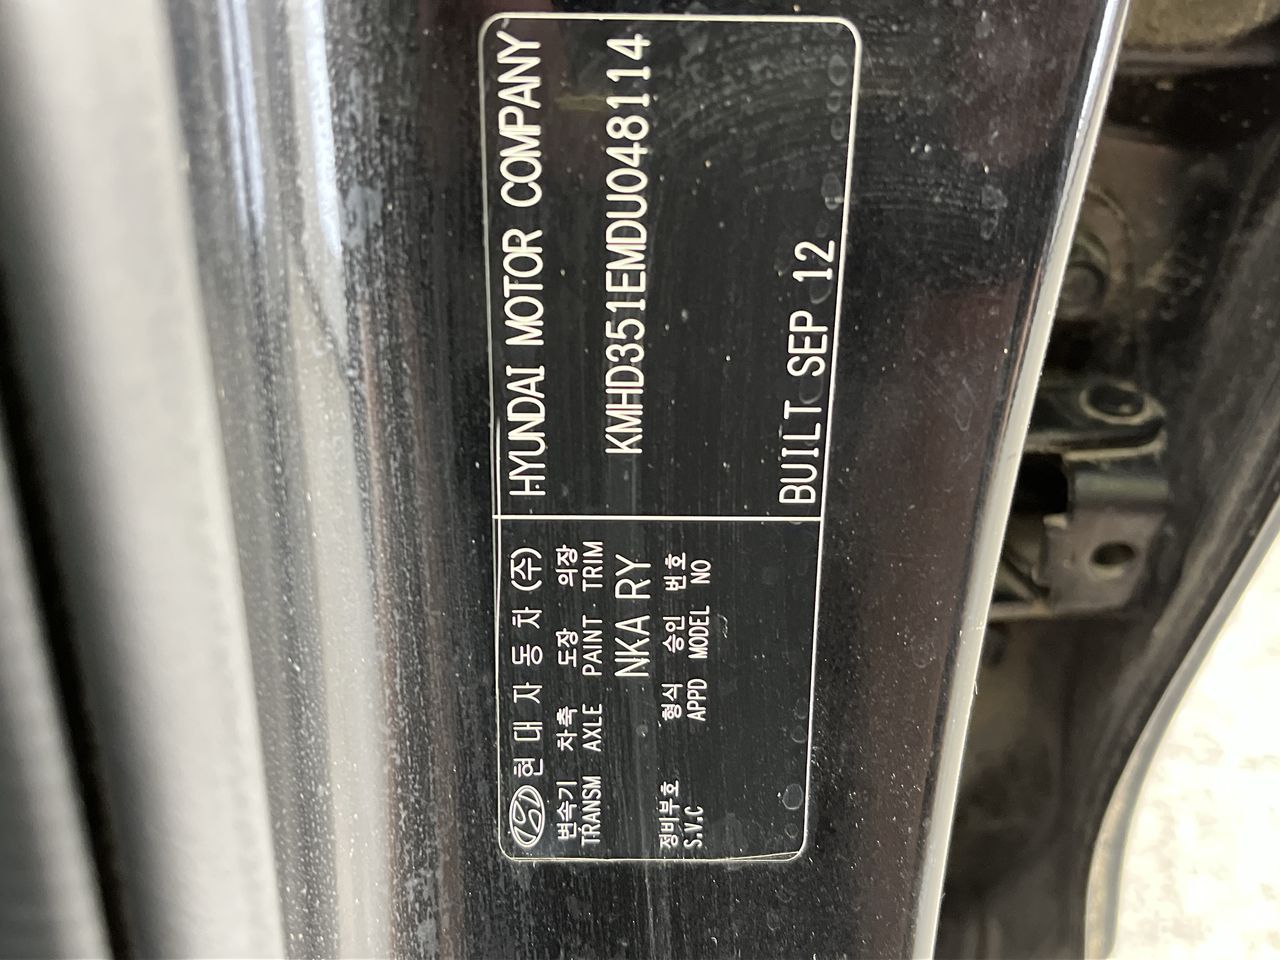 현대자동차(주) HYUNDAI MOTOR COMPANY
변속기 차축 도장 의장
TRANSM AXLE PAINT TRIM
NKA RY KMHD351EMDU048114
정비부호 형식 승인 번호
S.V.C APPD MODEL NO
BUILT SEP 12